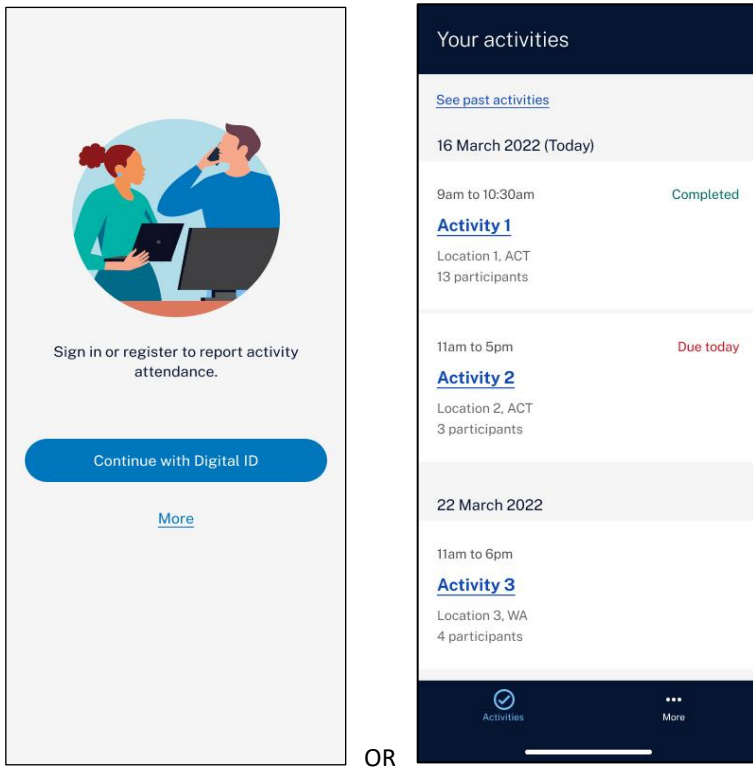 Sign in or register to report activity
attendance.
Continue with Digital ID
More
OR
Your activities
See past activities
16 March 2022 (Today)
9am to 10:30am
Completed
Activity 1
Location 1, ACT
13 participants
11am to 5pm
Due today
Activity 2
Location 2, ACT
3 participants
22 March 2022
11am to 6pm
Activity 3
Location 3, WA
4 participants
Activities
More